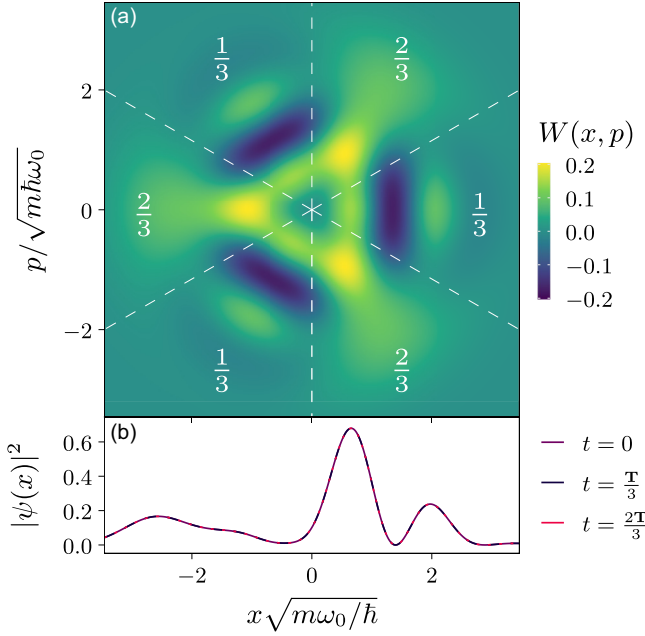 (a)
1/3
2/3
2/3
1/3
1/3
2/3
p/√mℏω₀
2
0
−2
W(x, p)
0.2
0.1
0.0
−0.1
−0.2
(b)
|ψ(x)|²
0.6
0.4
0.2
0.0
−2
0
2
x√mω₀/ℏ
t = 0
t = T/3
t = 2T/3